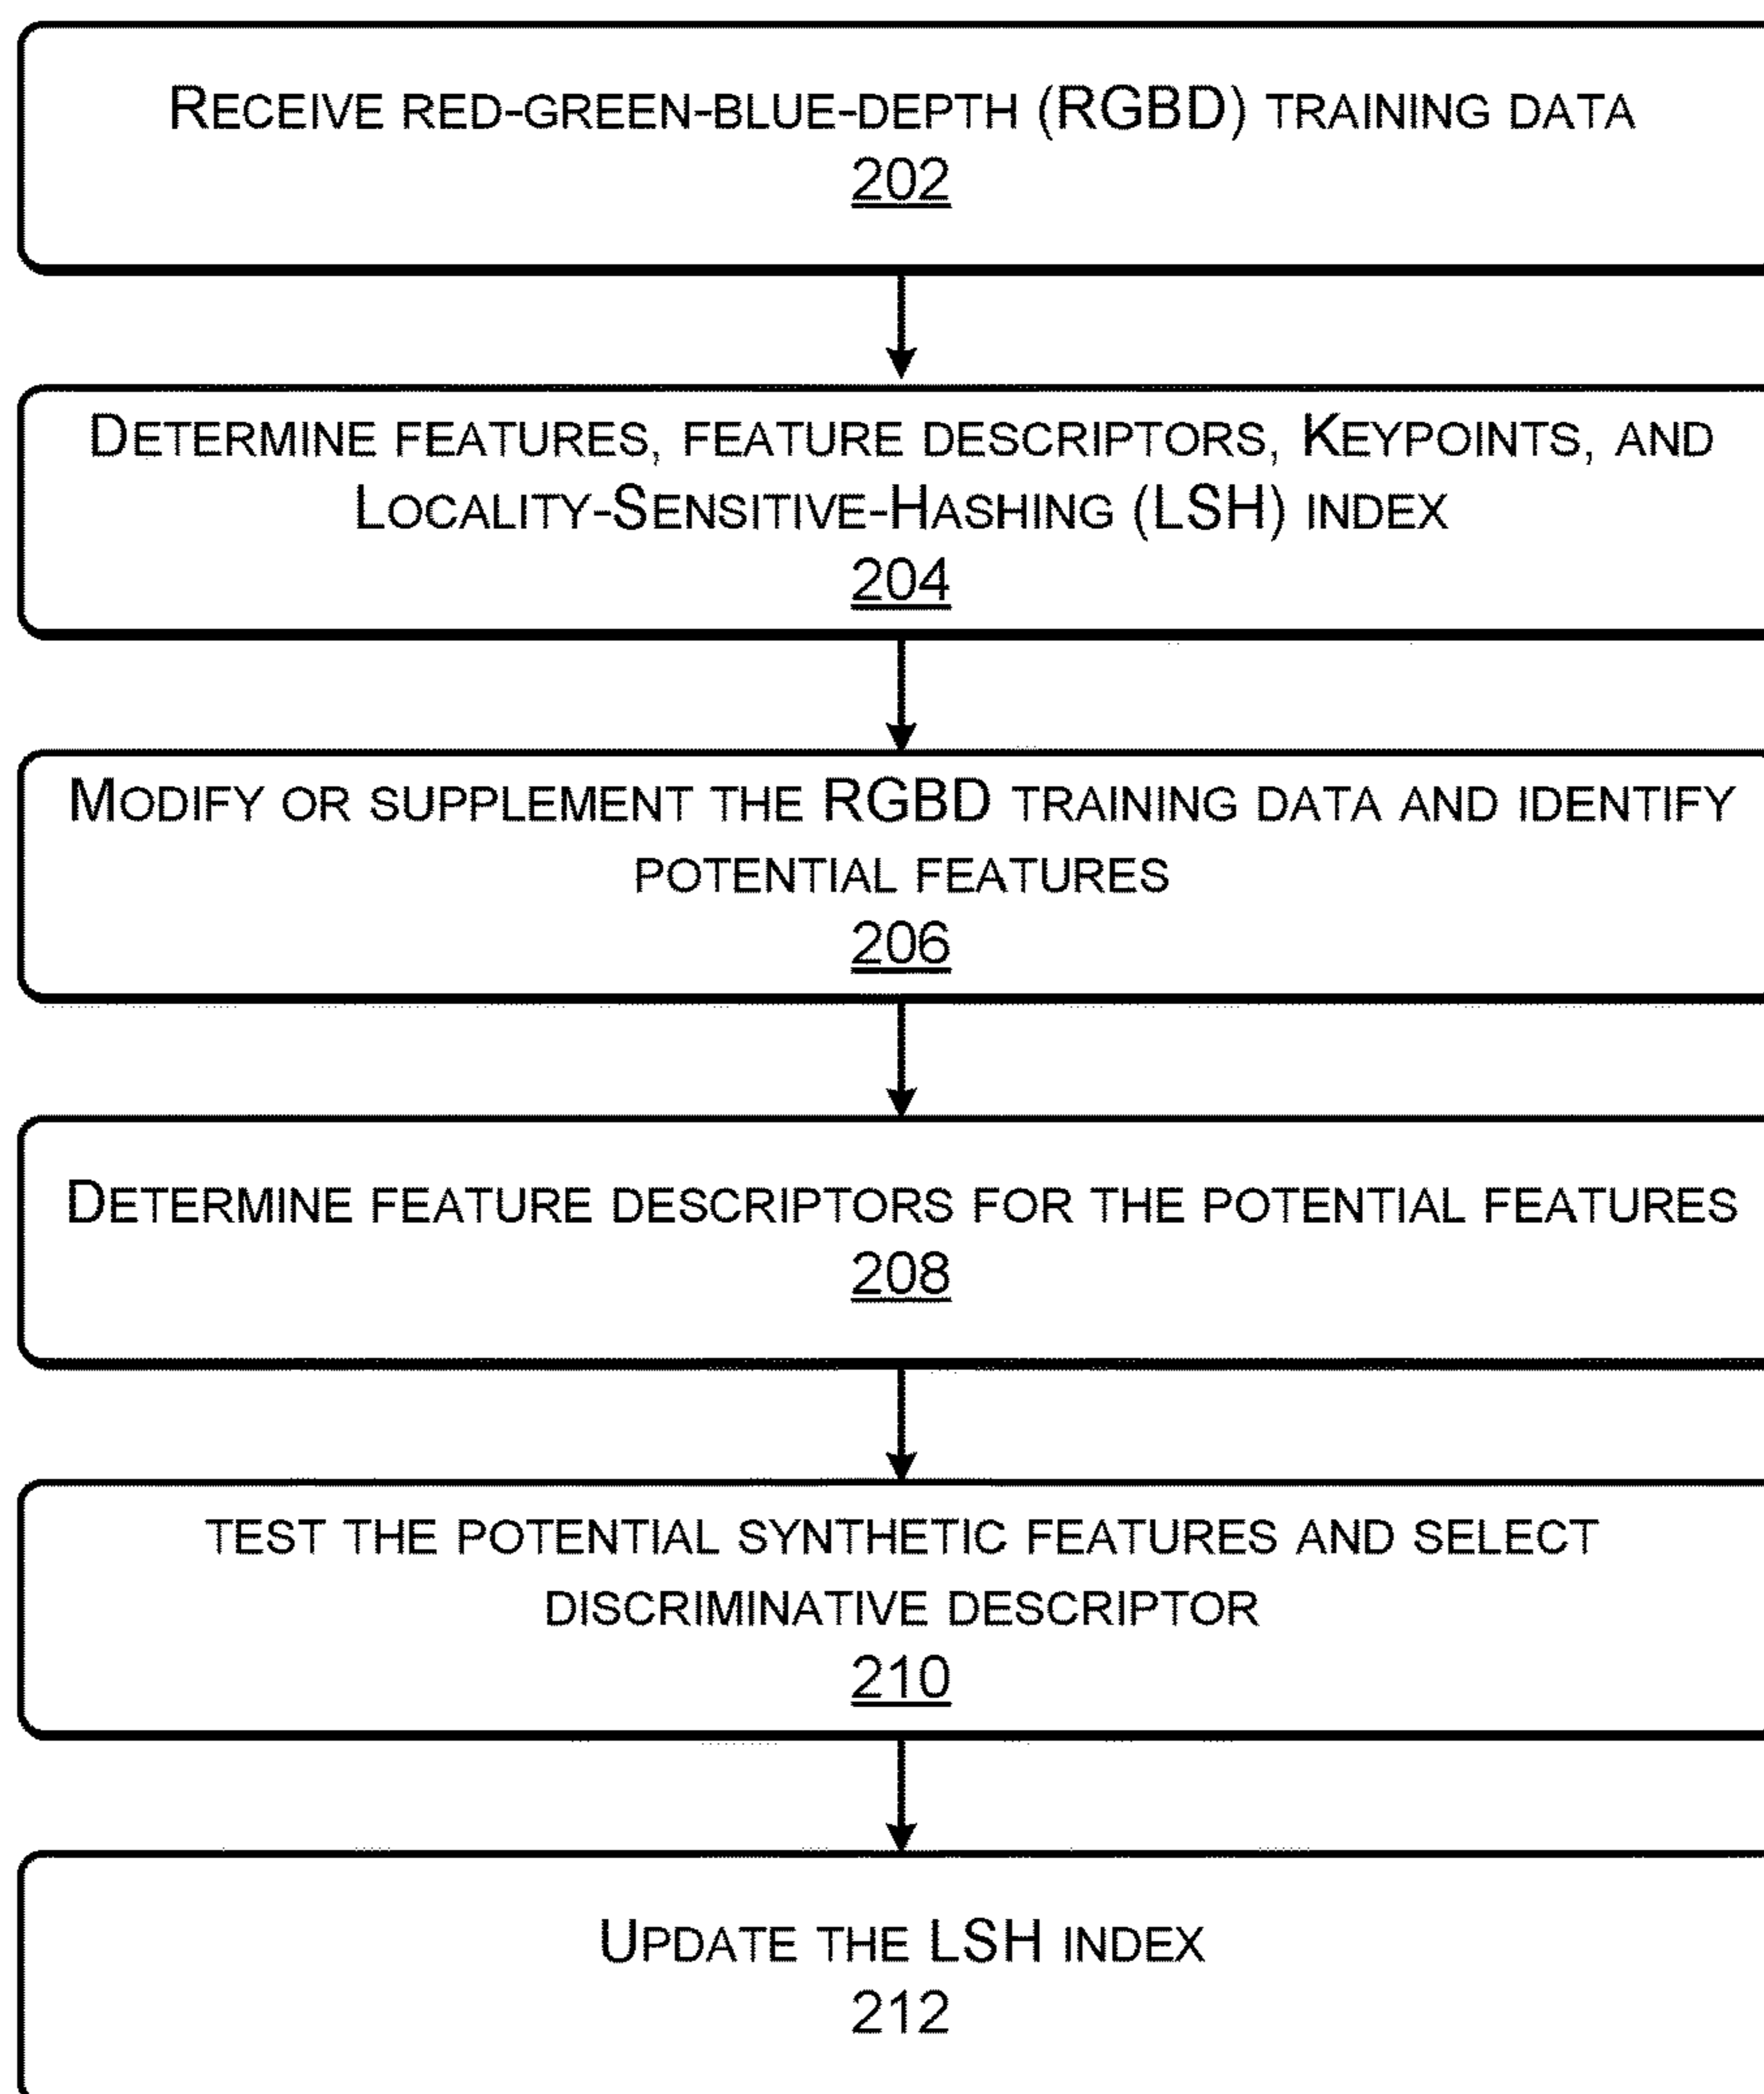 RECEIVE RED-GREEN-BLUE-DEPTH (RGBD) TRAINING DATA
202
DETERMINE FEATURES, FEATURE DESCRIPTORS, KEYPOINTS, AND
LOCALITY-SENSITIVE-HASHING (LSH) INDEX
204
MODIFY OR SUPPLEMENT THE RGBD TRAINING DATA AND IDENTIFY
POTENTIAL FEATURES
206
DETERMINE FEATURE DESCRIPTORS FOR THE POTENTIAL FEATURES
208
TEST THE POTENTIAL SYNTHETIC FEATURES AND SELECT
DISCRIMINATIVE DESCRIPTOR
210
UPDATE THE LSH INDEX
212